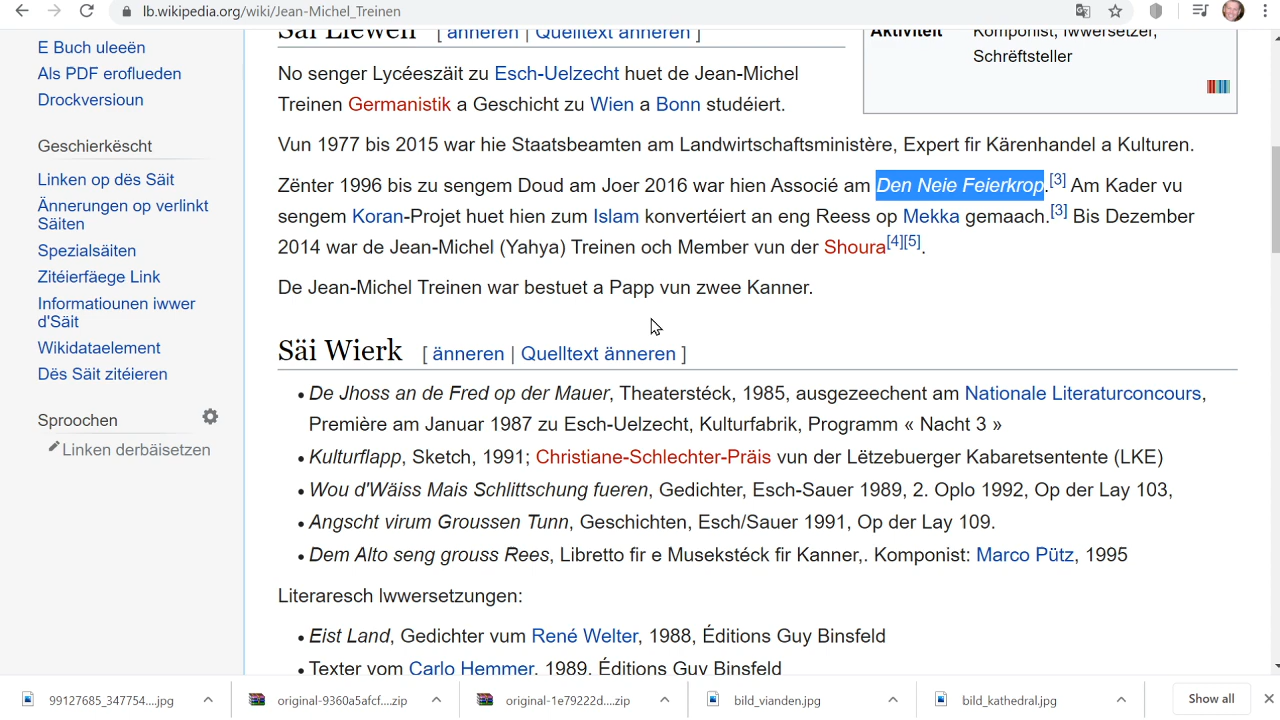 lb.wikipedia.org/wiki/Jean-Michel_Treinen
E Buch uleeën
Als PDF eroflueden
Drockversioun
Geschierkëscht
Linken op dës Säit
Ännerungen op verlinkt
Säiten
Spezialsäiten
Zitéierfäege Link
Informatiounen iwwer
d'Säit
Wikidataelement
Dës Säit zitéieren
Sproochen
Linken derbäisetzen
Säi Liewen [ änneren | Quelltext änneren ]
Aktivitéit Komponist, Iwwersetzer,
Schrëftsteller
No senger Lycéeszäit zu Esch-Uelzecht huet de Jean-Michel
Treinen Germanistik a Geschicht zu Wien a Bonn studéiert.
Vun 1977 bis 2015 war hie Staatsbeamten am Landwirtschaftsministère, Expert fir Kärenhandel a Kulturen.
Zënter 1996 bis zu sengem Doud am Joer 2016 war hien Associé am Den Neie Feierkrop.[3] Am Kader vu
sengem Koran-Projet huet hien zum Islam konvertéiert an eng Reess op Mekka gemaach.[3] Bis Dezember
2014 war de Jean-Michel (Yahya) Treinen och Member vun der Shoura[4][5].
De Jean-Michel Treinen war bestuet a Papp vun zwee Kanner.
Säi Wierk [ änneren | Quelltext änneren ]
• De Jhoss an de Fred op der Mauer, Theaterstéck, 1985, ausgezeechent am Nationale Literaturconcours,
Première am Januar 1987 zu Esch-Uelzecht, Kulturfabrik, Programm « Nacht 3 »
• Kulturflapp, Sketch, 1991; Christiane-Schlechter-Präis vun der Lëtzebuerger Kabaretsentente (LKE)
• Wou d'Wäiss Mais Schlittschung fueren, Gedichter, Esch-Sauer 1989, 2. Oplo 1992, Op der Lay 103,
• Angscht virum Groussen Tunn, Geschichten, Esch/Sauer 1991, Op der Lay 109.
• Dem Alto seng grouss Rees, Libretto fir e Musekstéck fir Kanner,. Komponist: Marco Pütz, 1995
Literaresch Iwwersetzungen:
• Eist Land, Gedichter vum René Welter, 1988, Éditions Guy Binsfeld
• Texter vom Carlo Hemmer, 1989, Éditions Guy Binsfeld
99127685_347754....jpg
original-9360a5afcf....zip
original-1e79222d....zip
bild_vianden.jpg
bild_kathedral.jpg
Show all